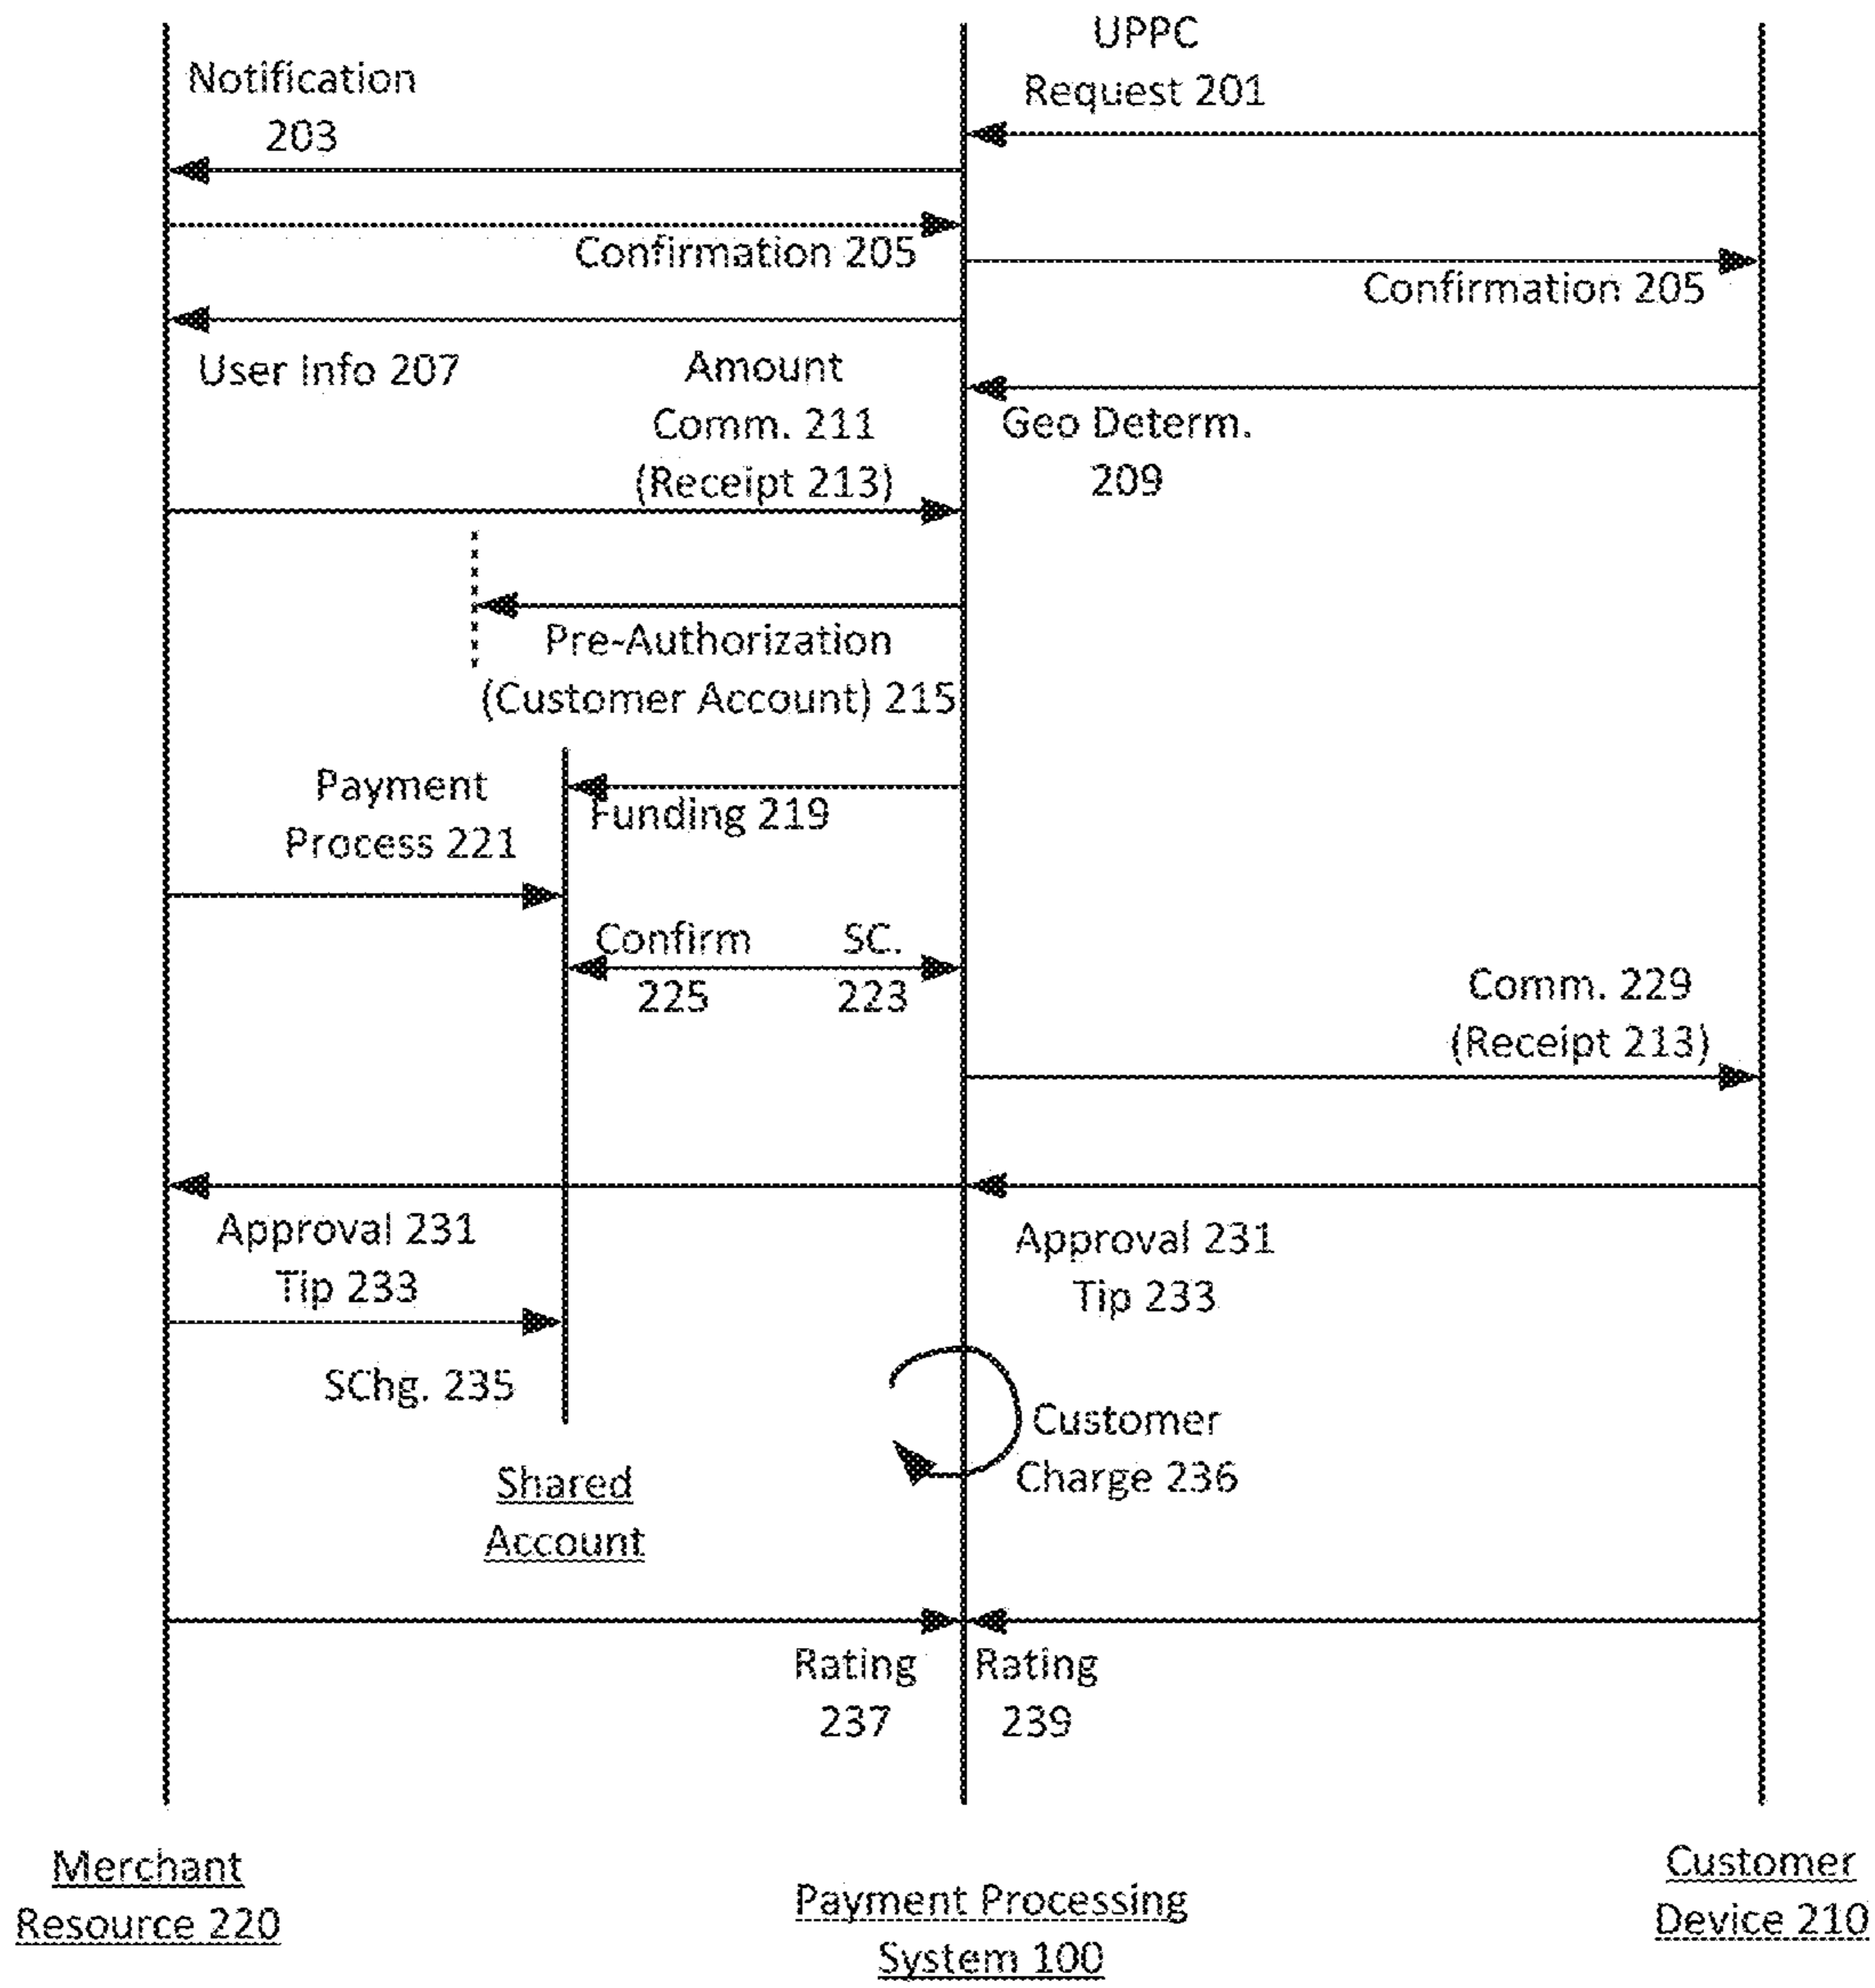 UPPC
Request 201
Notification
203
Confirmation 205
Confirmation 205
User Info 207
Amount
Comm. 211
(Receipt 213)
Geo Determ.
209
Pre-Authorization
(Customer Account) 215
Payment
Process 221
Funding 219
Confirm
225
SC.
223
Comm. 229
(Receipt 213)
Approval 231
Tip 233
Approval 231
Tip 233
SChg. 235
Customer
Charge 236
Shared
Account
Rating
237
Rating
239
Merchant
Resource 220
Payment Processing
System 100
Customer
Device 210